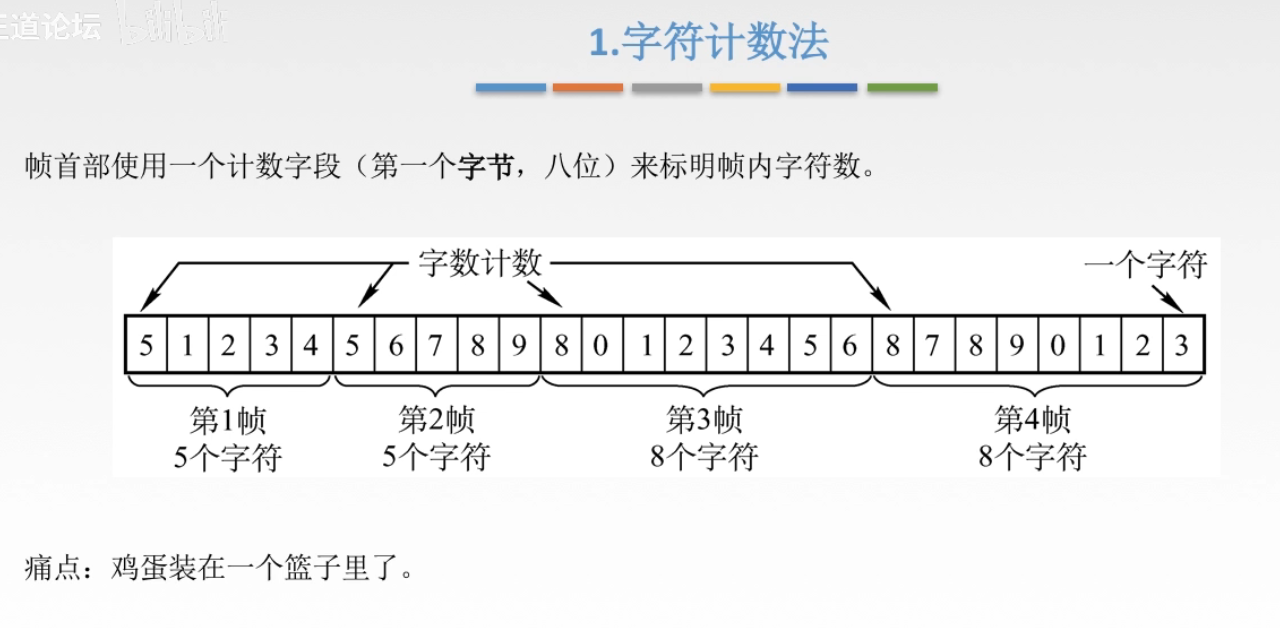 王道论坛 bilibili
1.字符计数法
帧首部使用一个计数字段（第一个字节，八位）来标明帧内字符数。
字数计数 一个字符
5 1 2 3 4 5 6 7 8 9 8 0 1 2 3 4 5 6 8 7 8 9 0 1 2 3
第1帧 第2帧 第3帧 第4帧
5个字符 5个字符 8个字符 8个字符
痛点：鸡蛋装在一个篮子里了。